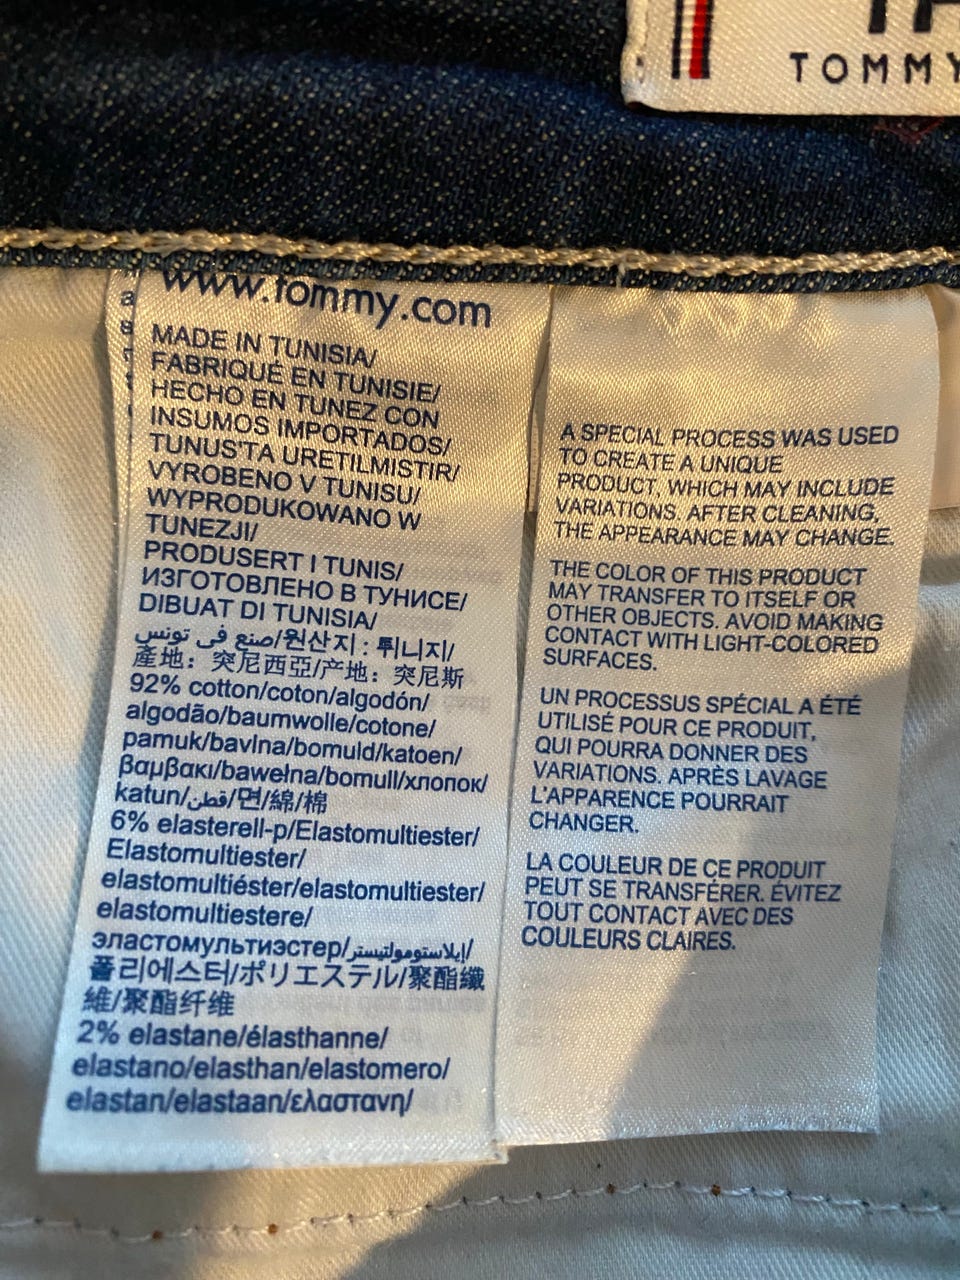 TOMMY
www.tommy.com
MADE IN TUNISIA/
FABRIQUÉ EN TUNISIE/
HECHO EN TUNEZ CON
INSUMOS IMPORTADOS/
TUNUS'TA URETILMISTIR/
VYROBENO V TUNISU/
WYPRODUKOWANO W
TUNEZJI/
PRODUSERT I TUNIS/
ИЗГОТОВЛЕНО В ТУНИСЕ/
DIBUAT DI TUNISIA/
صنع في تونس/원산지 : 튀니지/
產地：突尼西亞/产地：突尼斯
92% cotton/coton/algodón/
algodão/baumwolle/cotone/
pamuk/bavlna/bomuld/katoen/
βαμβακι/bawełna/bomull/хлопок/
katun/قطن/면/綿/棉
6% elasterell-p/Elastomultiester/
Elastomultiester/
elastomultiéster/elastomultiester/
elastomultiestere/
эластомультиэстер/إيلاستومولتيستر/
폴리에스터/ポリエステル/聚酯纖
維/聚酯纤维
2% elastane/élasthanne/
elastano/elasthan/elastomero/
elastan/elastaan/ελαστανη/
A SPECIAL PROCESS WAS USED
TO CREATE A UNIQUE
PRODUCT, WHICH MAY INCLUDE
VARIATIONS. AFTER CLEANING,
THE APPEARANCE MAY CHANGE.
THE COLOR OF THIS PRODUCT
MAY TRANSFER TO ITSELF OR
OTHER OBJECTS. AVOID MAKING
CONTACT WITH LIGHT-COLORED
SURFACES.
UN PROCESSUS SPÉCIAL A ÉTÉ
UTILISÉ POUR CE PRODUIT,
QUI POURRA DONNER DES
VARIATIONS. APRÈS LAVAGE
L'APPARENCE POURRAIT
CHANGER.
LA COULEUR DE CE PRODUIT
PEUT SE TRANSFÉRER. ÉVITEZ
TOUT CONTACT AVEC DES
COULEURS CLAIRES.